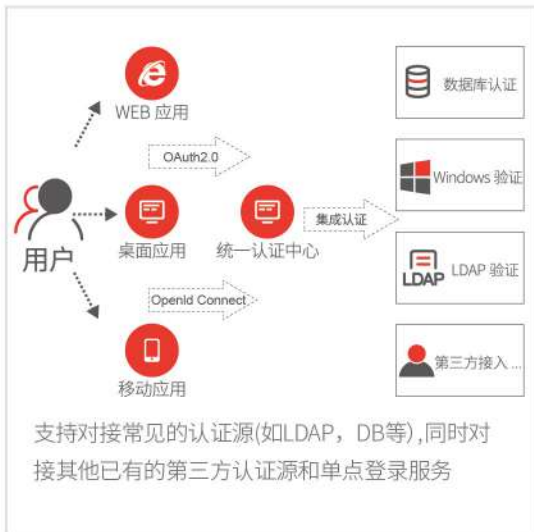 WEB 应用
OAuth2.0
用户
桌面应用
统一认证中心
集成认证
OpenId Connect
移动应用
数据库认证
Windows 验证
LDAP
LDAP 验证
第三方接入 ...
支持对接常见的认证源(如LDAP，DB等) ,同时对
接其他已有的第三方认证源和单点登录服务